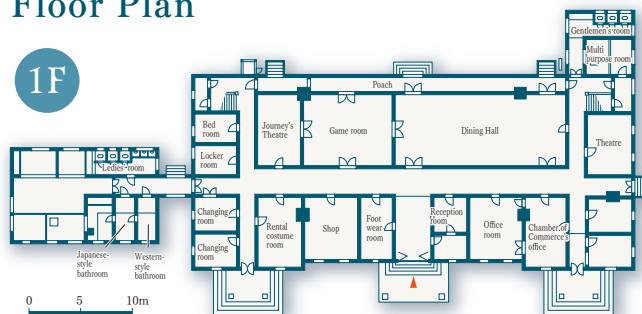 Floor Plan
1F
Gentlemen's room
Multi
purpose room
Poach
Bed
room
Journey's
Theatre
Game room
Dining Hall
Theatre
Locker
room
Ledies room
Changing
room
Rental
costume
room
Shop
Foot
wear
room
Reception
room
Office
room
Chamber of
Commerce's
office
Changing
room
Japanese-
style
bathroom
Western-
style
bathroom
0 5 10m